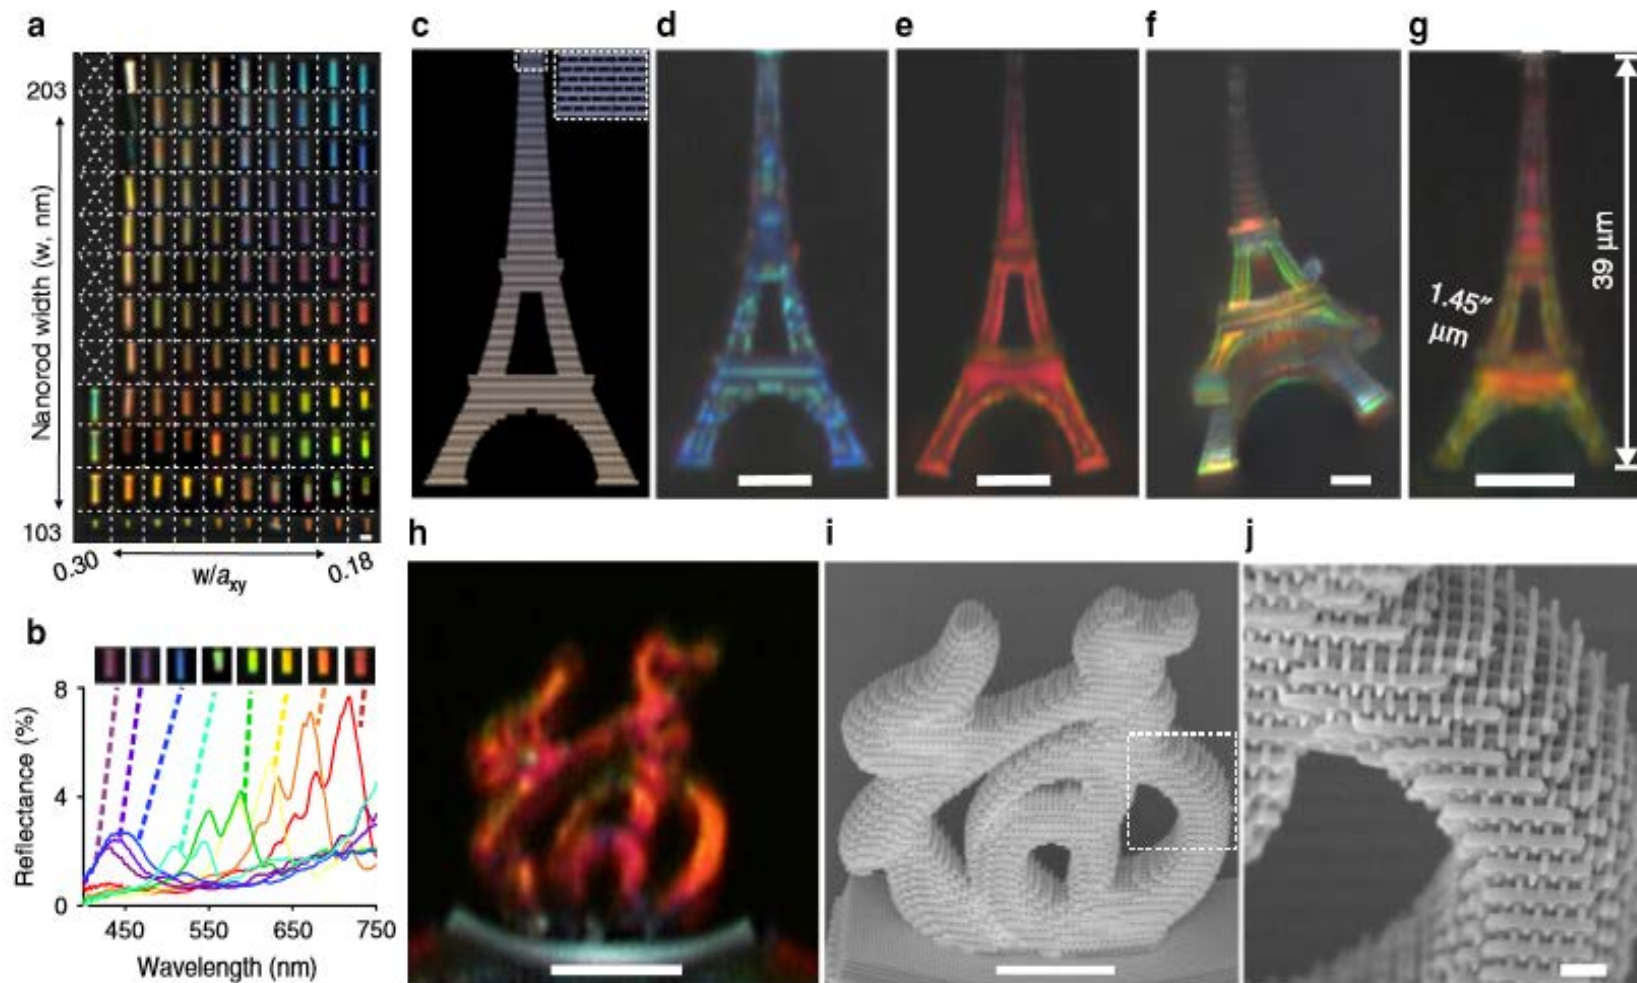 a
203
Nanorod width (w, nm)
103
0.30
w/axy
0.18
b
8
4
0
Reflectance (%)
450
550
650
750
Wavelength (nm)
c
d
e
f
g
1.45″
μm
39 μm
h
i
j